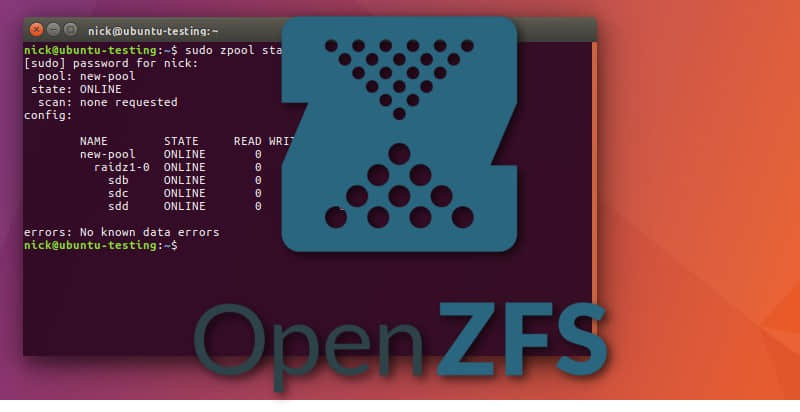 nick@ubuntu-testing: ~
nick@ubuntu-testing:~$ sudo zpool sta
[sudo] password for nick:
pool: new-pool
state: ONLINE
scan: none requested
config:
NAME STATE READ WRIT
new-pool ONLINE 0
raidz1-0 ONLINE 0
sdb ONLINE 0
sdc ONLINE 0
sdd ONLINE 0
errors: No known data errors
nick@ubuntu-testing:~$
OpenZFS